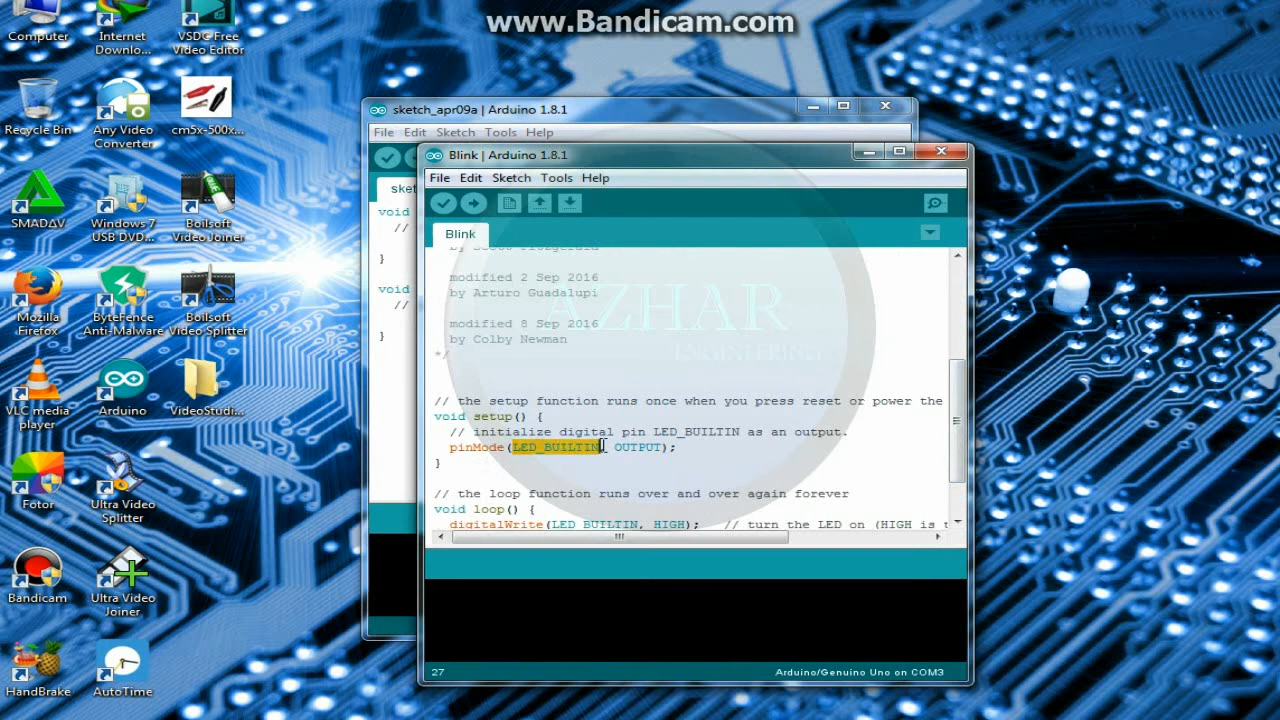 www.Bandicam.com
Computer
Internet
Downlo...
VSDC Free
Video Editor
Recycle Bin
Any Video
Converter
cm5x-500x...
SMADΔV
Windows 7
USB DVD...
Boilsoft
Video Joiner
Mozilla
Firefox
ByteFence
Anti-Malware
Boilsoft
Video Splitter
VLC media
player
Arduino
VideoStudi...
Fotor
Ultra Video
Splitter
Bandicam
Ultra Video
Joiner
HandBrake
AutoTime
sketch_apr09a | Arduino 1.8.1
File Edit Sketch Tools Help
sket
void
//
}
void
//
}
Blink | Arduino 1.8.1
File Edit Sketch Tools Help
Blink
by Scott Fitzgerald
modified 2 Sep 2016
by Arturo Guadalupi
modified 8 Sep 2016
by Colby Newman
*/
AZHAR
ENGINEERING
// the setup function runs once when you press reset or power the
void setup() {
// initialize digital pin LED_BUILTIN as an output.
pinMode(LED_BUILTIN, OUTPUT);
}
// the loop function runs over and over again forever
void loop() {
digitalWrite(LED_BUILTIN, HIGH); // turn the LED on (HIGH is t
27
Arduino/Genuino Uno on COM3